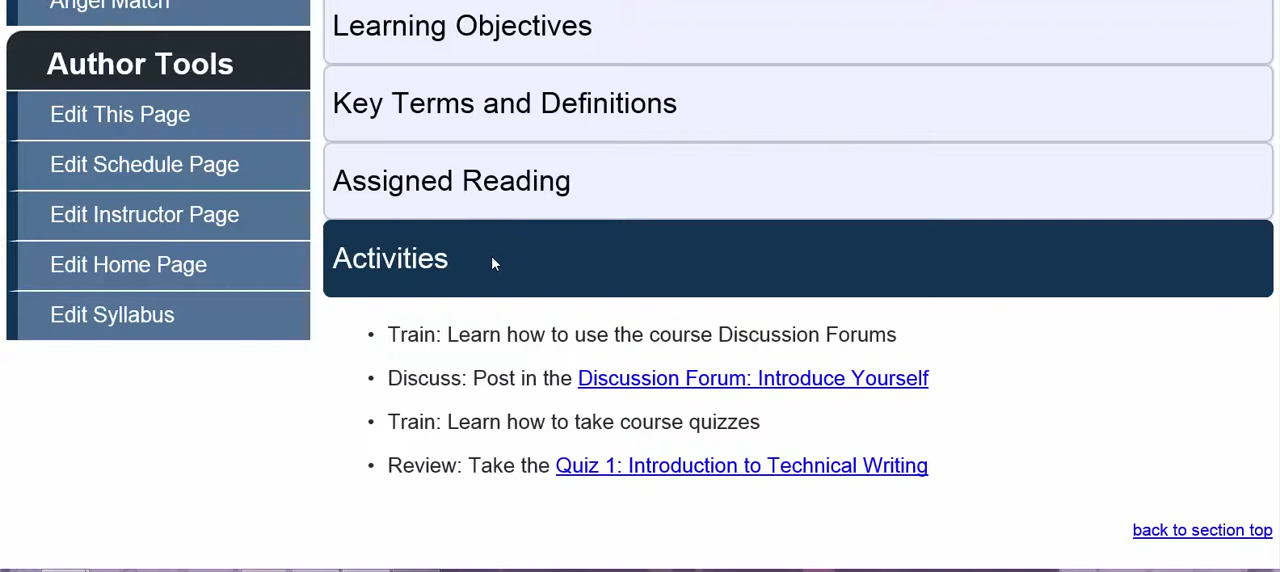 Angel Match
Author Tools
Edit This Page
Edit Schedule Page
Edit Instructor Page
Edit Home Page
Edit Syllabus
Learning Objectives
Key Terms and Definitions
Assigned Reading
Activities
• Train: Learn how to use the course Discussion Forums
• Discuss: Post in the Discussion Forum: Introduce Yourself
• Train: Learn how to take course quizzes
• Review: Take the Quiz 1: Introduction to Technical Writing
back to section top